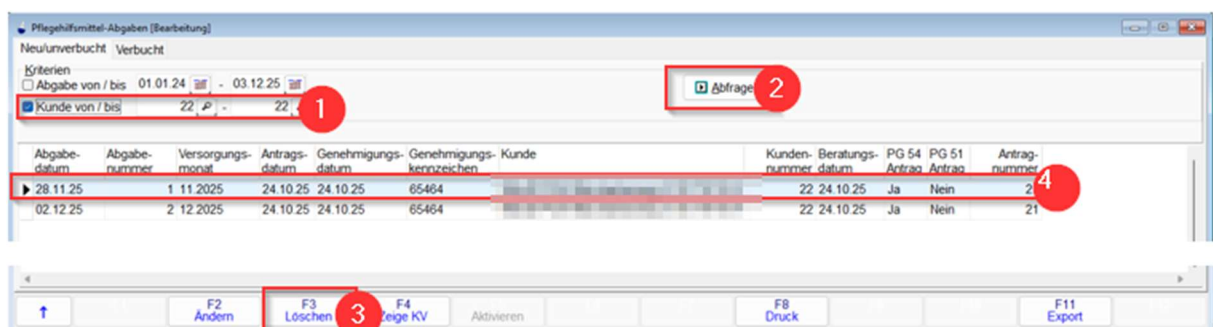 Pflegehilfsmittel-Abgaben [Bearbeitung]
Neu/unverbucht Verbucht
Kriterien
Abgabe von / bis 01.01.24 - 03.12.25
Kunde von / bis 22 - 22
1
Abfrage
2
Abgabe-datum Abgabe-nummer Versorgungs-monat Antrags-datum Genehmigungs-datum Genehmigungs-kennzeichen Kunde Kunden-nummer Beratungs-datum PG 54 Antrag PG 51 Antrag Antrag-nummer
28.11.25 1 11.2025 24.10.25 24.10.25 65464 22 24.10.25 Ja Nein
4
02.12.25 2 12.2025 24.10.25 24.10.25 65464 22 24.10.25 Ja Nein 21
F2 Ändern
F3 Löschen
3
F4 Zeige KV
Aktivieren
F8 Druck
F11 Export